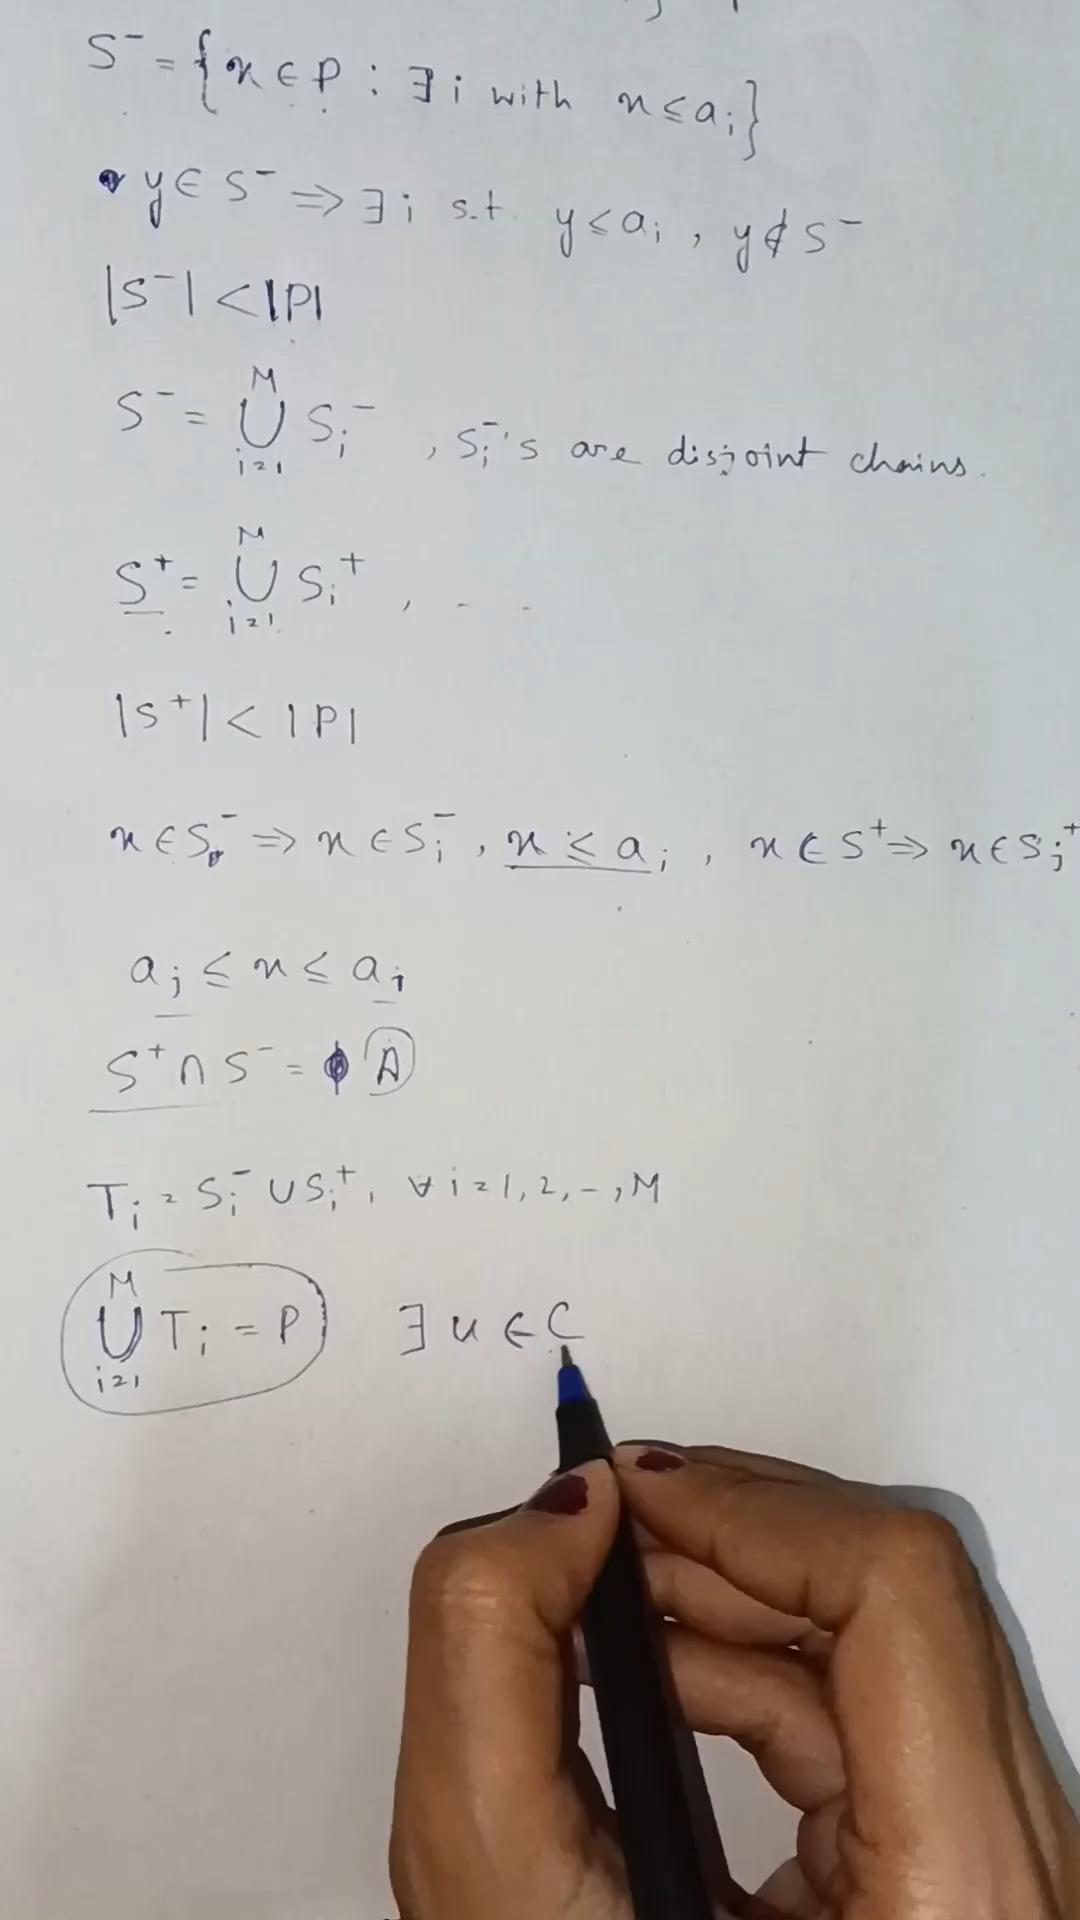 S⁻ = {x ∈ P : ∃ i with x ≤ aᵢ}
• y ∈ S⁻ ⇒ ∃ i s.t. y ≤ aᵢ, y ∉ S⁻
|S⁻| < |P|
S⁻ = ⋃ᵢ₌₁ᴹ Sᵢ⁻, Sᵢ⁻'s are disjoint chains.
S⁺ = ⋃ᵢ₌₁ᴹ Sᵢ⁺, - -
|S⁺| < |P|
x ∈ S⁻ ⇒ x ∈ Sᵢ⁻, x ≤ aᵢ, x ∈ S⁺ ⇒ x ∈ Sⱼ⁺
aⱼ ≤ x ≤ aᵢ
S⁺ ∩ S⁻ = A
Tᵢ = Sᵢ⁻ ∪ Sᵢ⁺, ∀ i = 1, 2, -, M
⋃ᵢ₌₁ᴹ Tᵢ = P ∃ u ∈ C